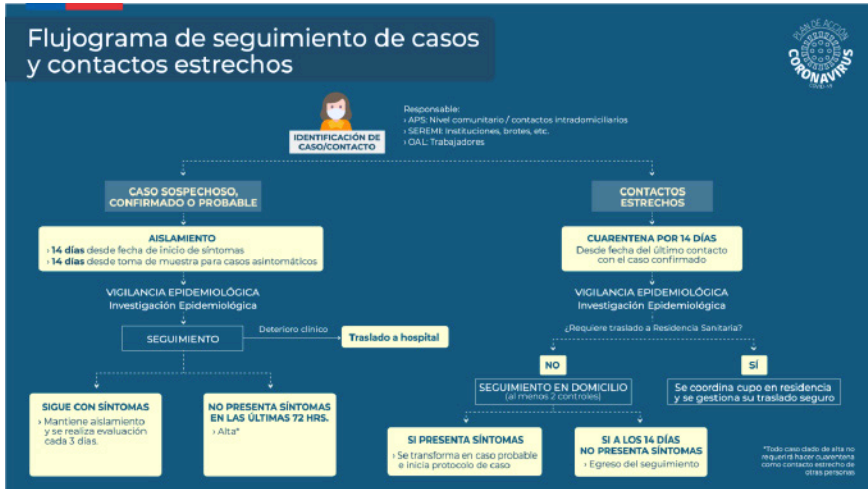 Flujograma de seguimiento de casos
y contactos estrechos
PLAN DE ACCIÓN
CORONAVIRUS
COVID-19
IDENTIFICACIÓN DE
CASO/CONTACTO
Responsable:
› APS: Nivel comunitario / contactos intradomiciliarios
› SEREMI: Instituciones, brotes, etc.
› OAL: Trabajadores
CASO SOSPECHOSO,
CONFIRMADO O PROBABLE
AISLAMIENTO
› 14 días desde fecha de inicio de síntomas
› 14 días desde toma de muestra para casos asintomáticos
VIGILANCIA EPIDEMIOLÓGICA
Investigación Epidemiológica
SEGUIMIENTO
Deterioro clínico
Traslado a hospital
SIGUE CON SÍNTOMAS
› Mantiene aislamiento
y se realiza evaluación
cada 3 días.
NO PRESENTA SÍNTOMAS
EN LAS ÚLTIMAS 72 HRS.
› Alta*
CONTACTOS
ESTRECHOS
CUARENTENA POR 14 DÍAS
Desde fecha del último contacto
con el caso confirmado
VIGILANCIA EPIDEMIOLÓGICA
Investigación Epidemiológica
¿Requiere traslado a Residencia Sanitaria?
NO
SÍ
SEGUIMIENTO EN DOMICILIO
(al menos 2 controles)
Se coordina cupo en residencia
y se gestiona su traslado seguro
SI PRESENTA SÍNTOMAS
› Se transforma en caso probable
e inicia protocolo de caso
SI A LOS 14 DÍAS
NO PRESENTA SÍNTOMAS
› Egreso del seguimiento
*Todo caso dado de alta no
requerirá hacer cuarentena
como contacto estrecho de
otras personas